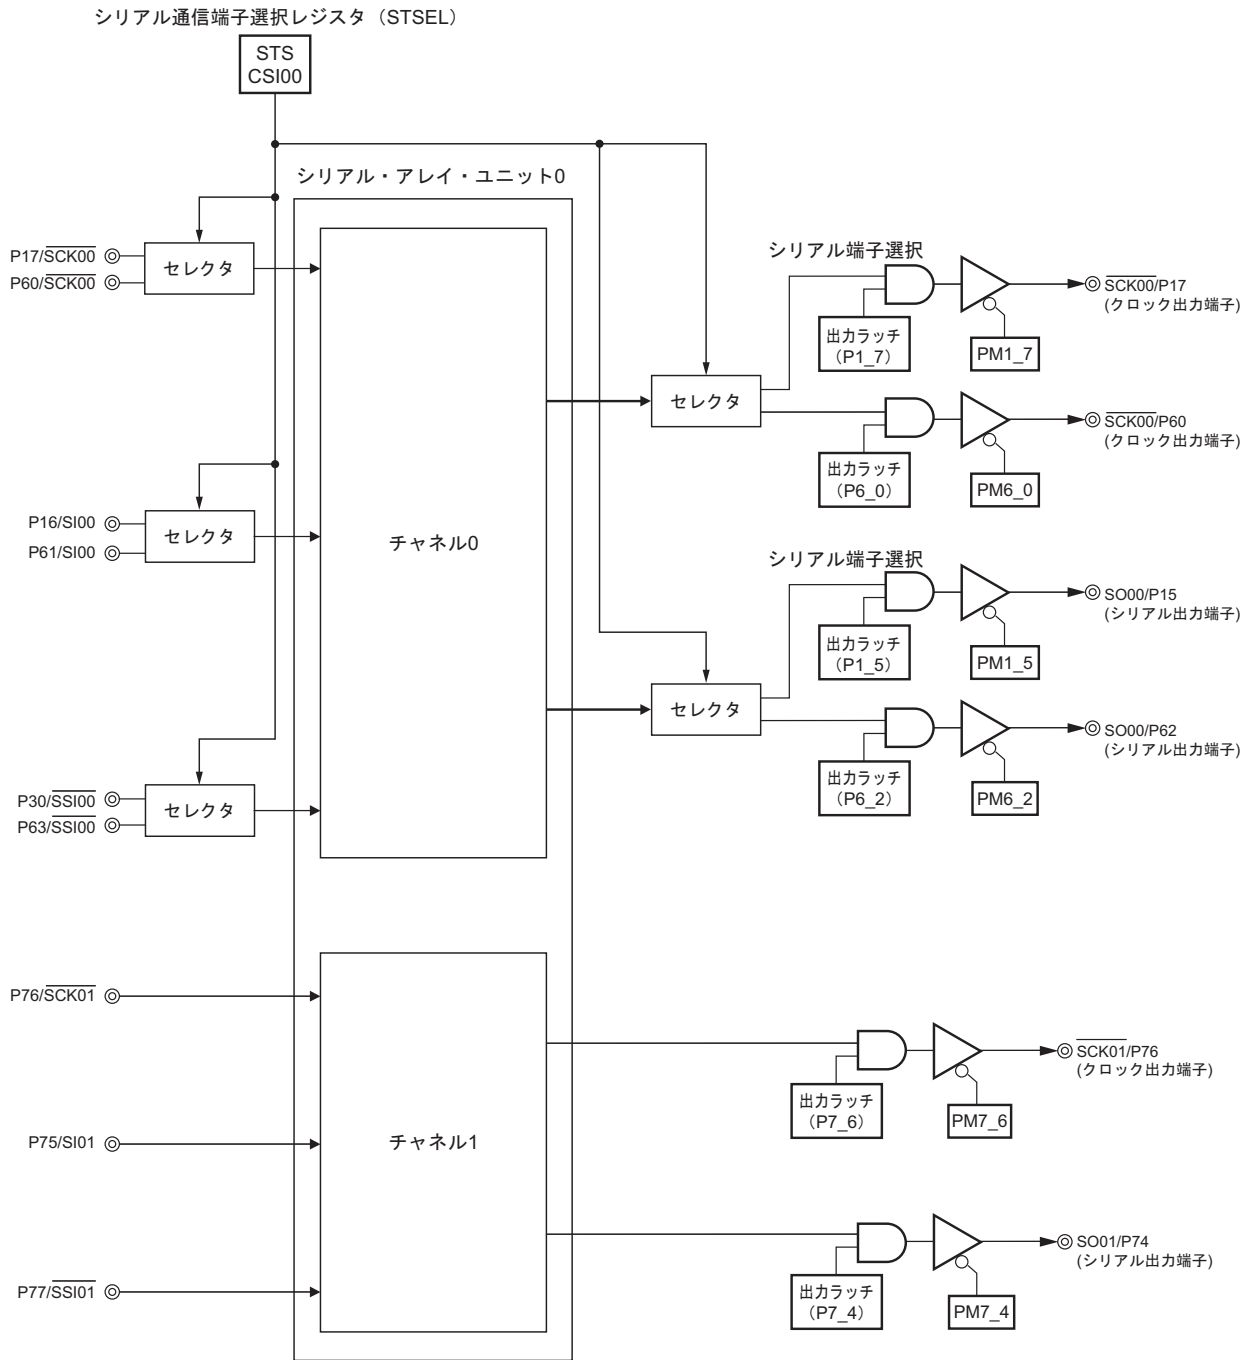 シリアル通信端子選択レジスタ（STSEL）
STS
CSI00
シリアル・アレイ・ユニット0
P17/SCK00
P60/SCK00
セレクタ
シリアル端子選択
SCK00/P17
(クロック出力端子)
出力ラッチ
（P1_7）
PM1_7
セレクタ
SCK00/P60
(クロック出力端子)
出力ラッチ
（P6_0）
PM6_0
P16/SI00
P61/SI00
セレクタ
チャネル0
シリアル端子選択
SO00/P15
(シリアル出力端子)
出力ラッチ
（P1_5）
PM1_5
セレクタ
SO00/P62
(シリアル出力端子)
出力ラッチ
（P6_2）
PM6_2
P30/SSI00
P63/SSI00
セレクタ
P76/SCK01
SCK01/P76
(クロック出力端子)
出力ラッチ
（P7_6）
PM7_6
P75/SI01
チャネル1
SO01/P74
(シリアル出力端子)
P77/SSI01
出力ラッチ
（P7_4）
PM7_4